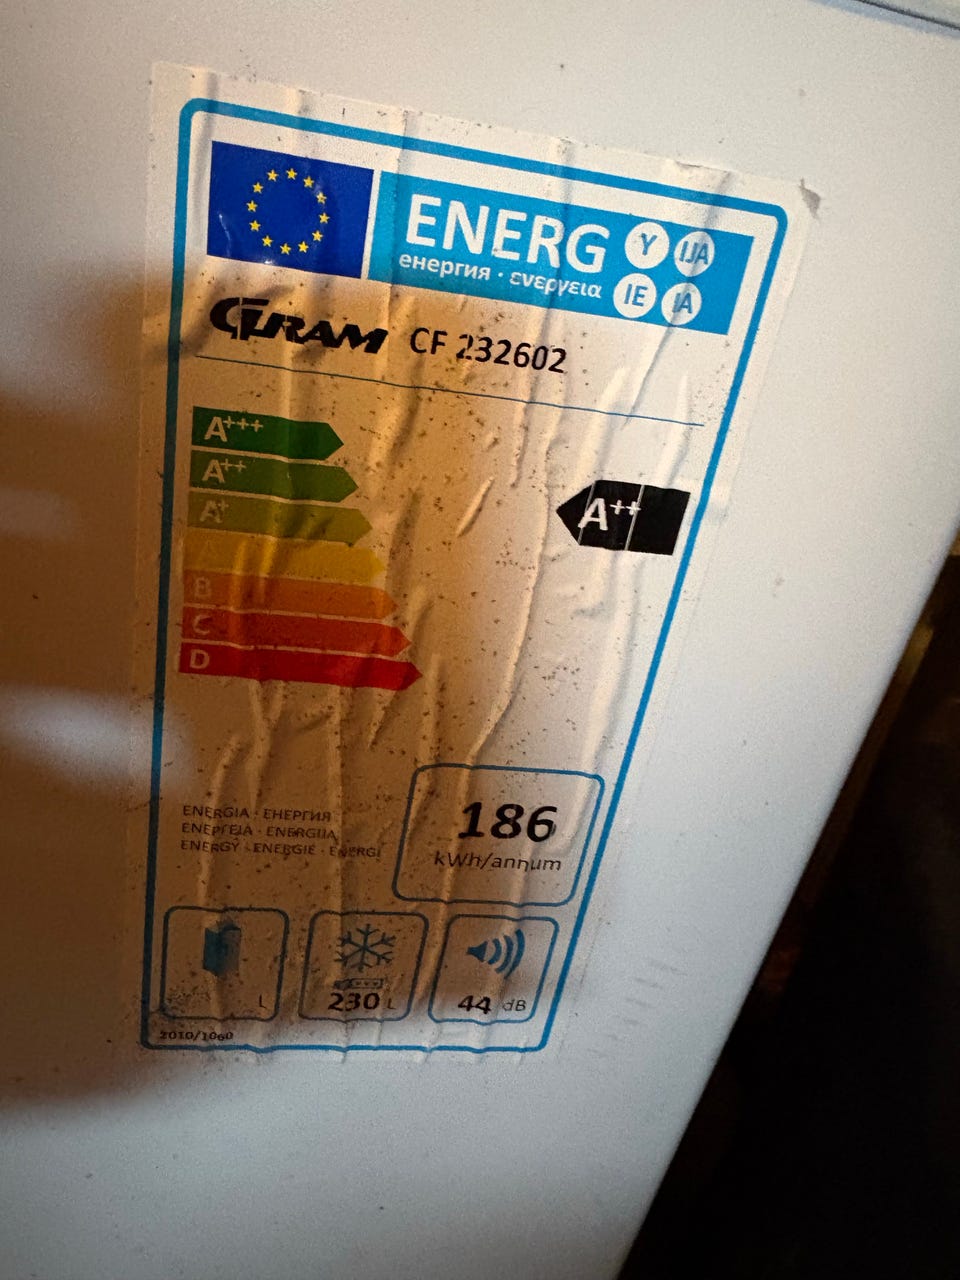 ENERG Y IJA
енергия · ενεργεια IE IA
GRAM CF 232602
A+++
A++
A+
B
C
D
A++
ENERGIA · ЕНЕРГИЯ
ΕΝΕΡΓΕΙΑ · ENERGIJA
ENERGY · ENERGIE · ENERGI
186
kWh/annum
L
230 L
44 dB
2010/1060